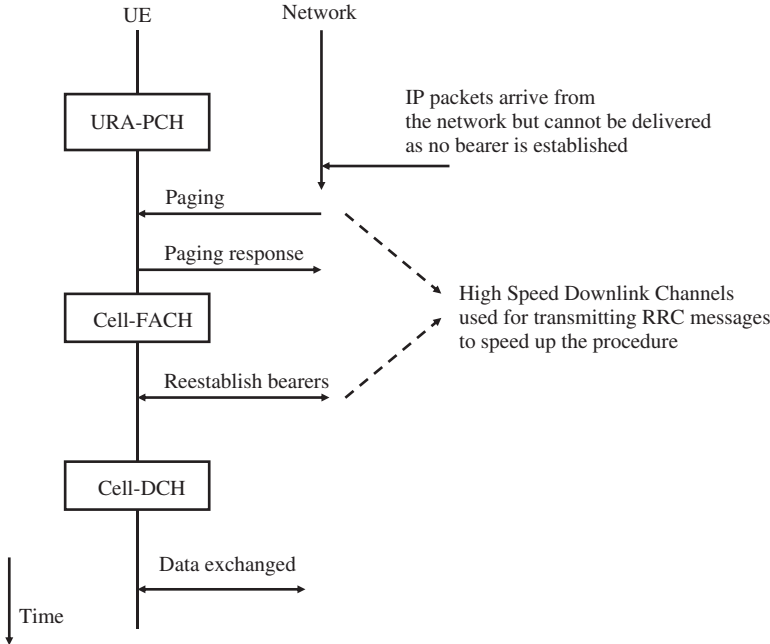 UE
Network
URA-PCH
IP packets arrive from
the network but cannot be delivered
as no bearer is established
Paging
Paging response
Cell-FACH
High Speed Downlink Channels
used for transmitting RRC messages
to speed up the procedure
Reestablish bearers
Cell-DCH
Data exchanged
Time